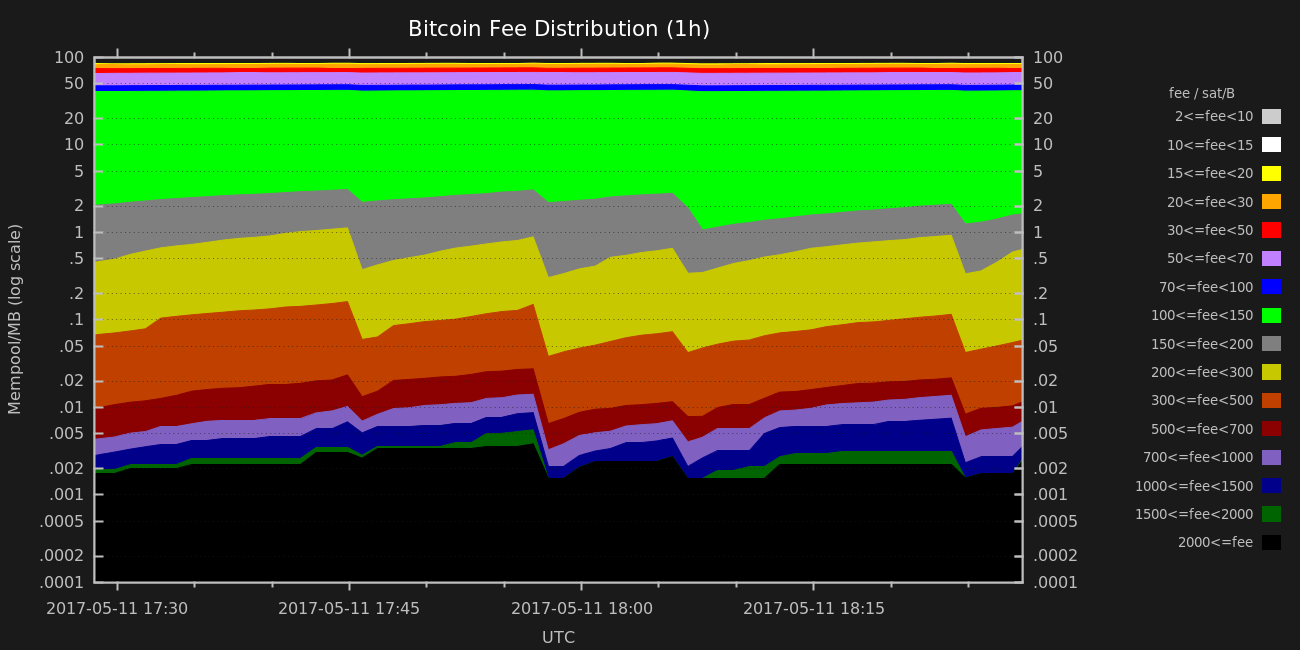 Bitcoin Fee Distribution (1h)
100
50
20
10
5
2
1
.5
.2
.1
.05
.02
.01
.005
.002
.001
.0005
.0002
.0001
Mempool/MB (log scale)
100
50
20
10
5
2
1
.5
.2
.1
.05
.02
.01
.005
.002
.001
.0005
.0002
.0001
2017-05-11 17:30
2017-05-11 17:45
2017-05-11 18:00
2017-05-11 18:15
UTC
fee / sat/B
2<=fee<10
10<=fee<15
15<=fee<20
20<=fee<30
30<=fee<50
50<=fee<70
70<=fee<100
100<=fee<150
150<=fee<200
200<=fee<300
300<=fee<500
500<=fee<700
700<=fee<1000
1000<=fee<1500
1500<=fee<2000
2000<=fee